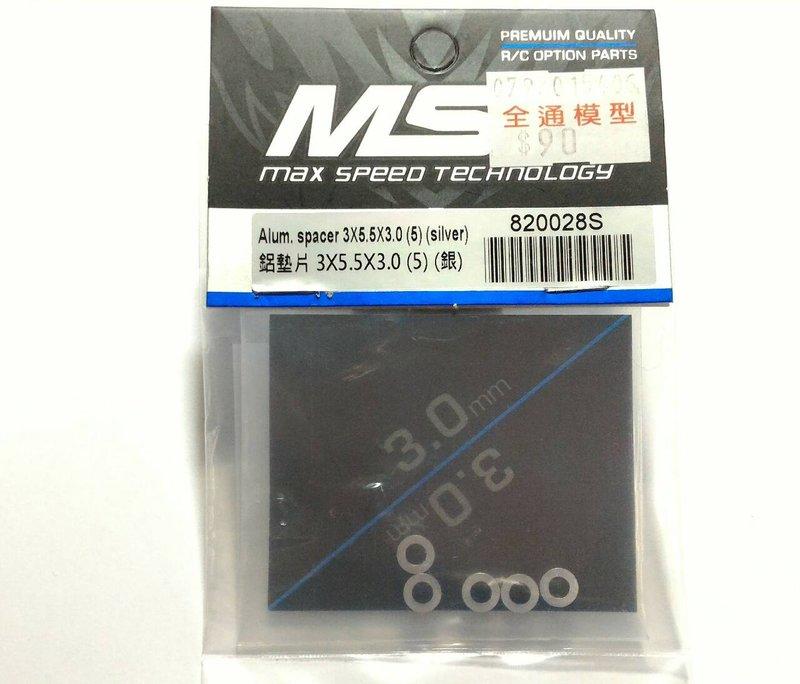 PREMUIM QUALITY
R/C OPTION PARTS
MS
全通模型
$90
max SPEED TECHNOLOGY
Alum. spacer 3X5.5X3.0 (5) (silver)
820028S
鋁墊片 3X5.5X3.0 (5) (銀)
3.0mm
3.0mm